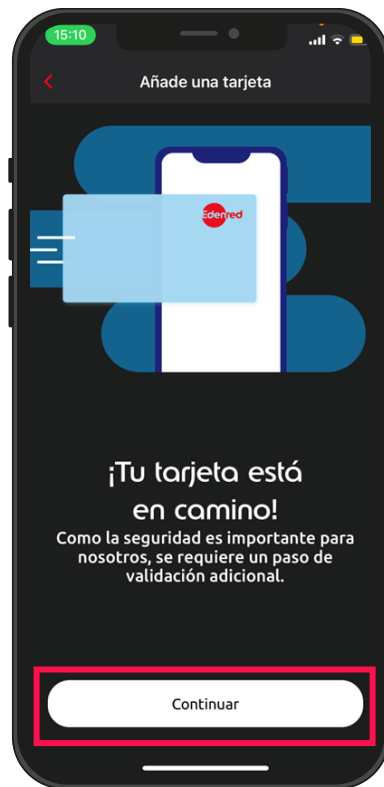 15:10
Añade una tarjeta
Edenred
¡Tu tarjeta está
en camino!
Como la seguridad es importante para
nosotros, se requiere un paso de
validación adicional.
Continuar